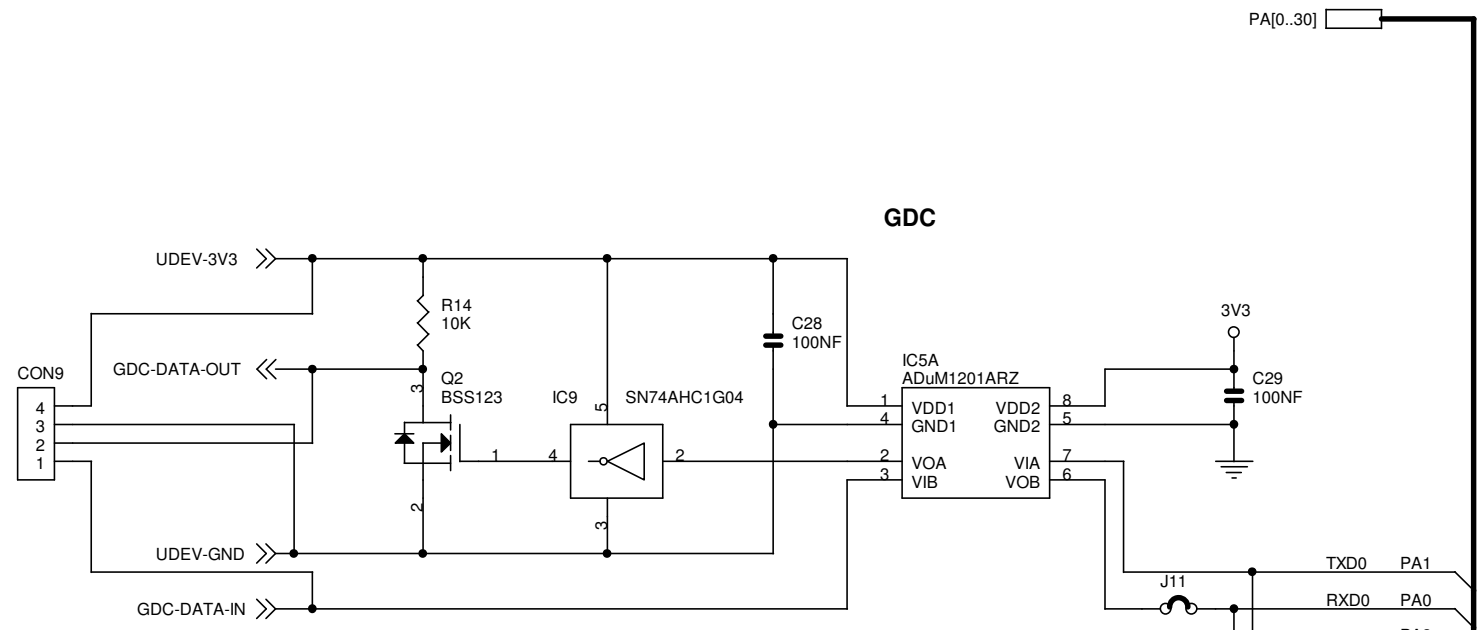 PA[0..30]
GDC
UDEV-3V3
R14
10K
C28
100NF
3V3
GDC-DATA-OUT
CON9
3
Q2
BSS123
IC9
SN74AHC1G04
5
IC5A
ADuM1201ARZ
C29
100NF
4
3
2
1
1
4
2
1 VDD1 VDD2 8
4 GND1 GND2 5
2 VOA VIA 7
3 VIB VOB 6
2
3
UDEV-GND
GDC-DATA-IN
J11
TXD0 PA1
RXD0 PA0